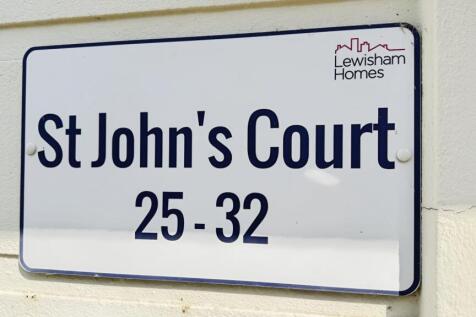 Lewisham
Homes
St John's Court
25 - 32